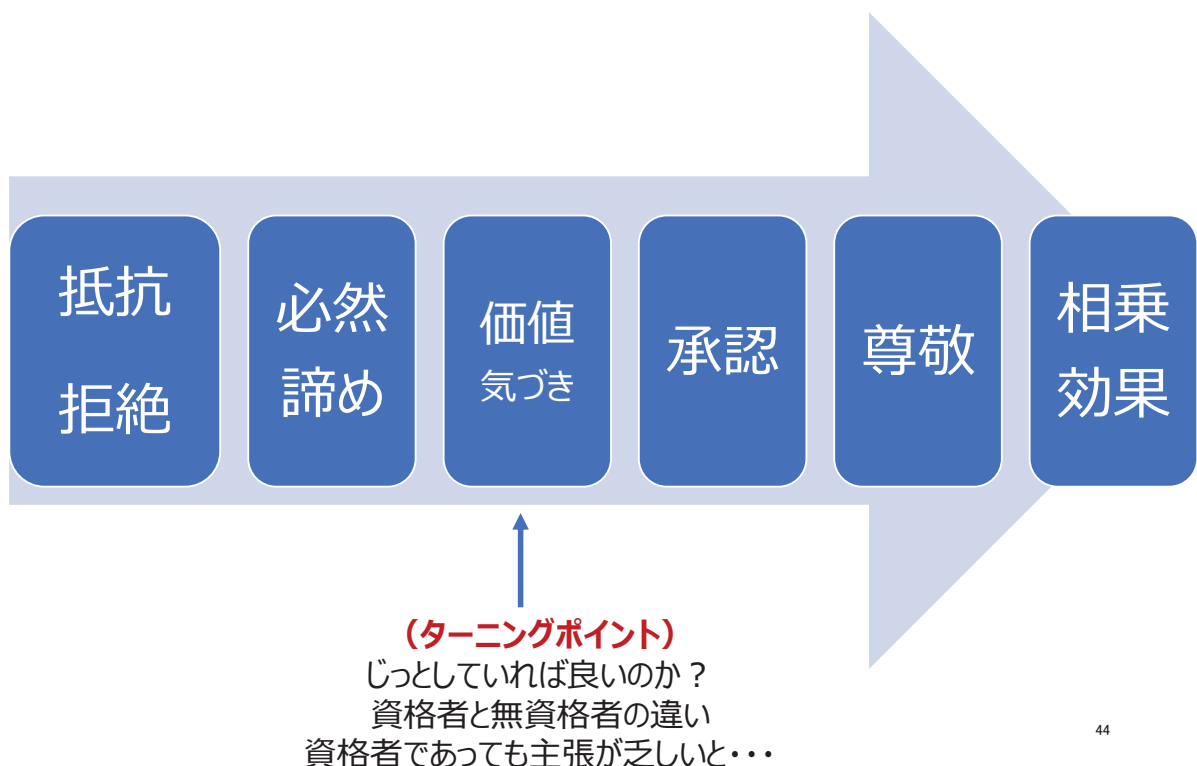 抵抗
拒絶
必然
諦め
価値
気づき
承認
尊敬
相乗
効果
（ターニングポイント）
じっとしていれば良いのか？
資格者と無資格者の違い
資格者であっても主張が乏しいと・・・
44